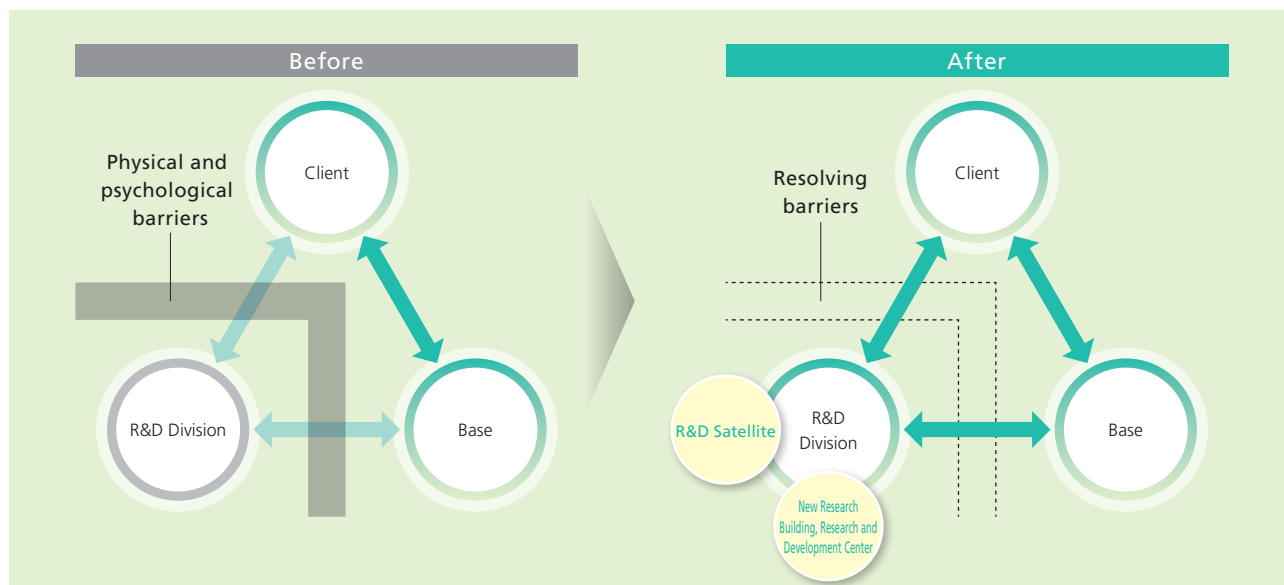 Before
Physical and
psychological
barriers
Client
R&D Division
Base
After
Resolving
barriers
Client
R&D Satellite
R&D
Division
Base
New Research
Building, Research and
Development Center